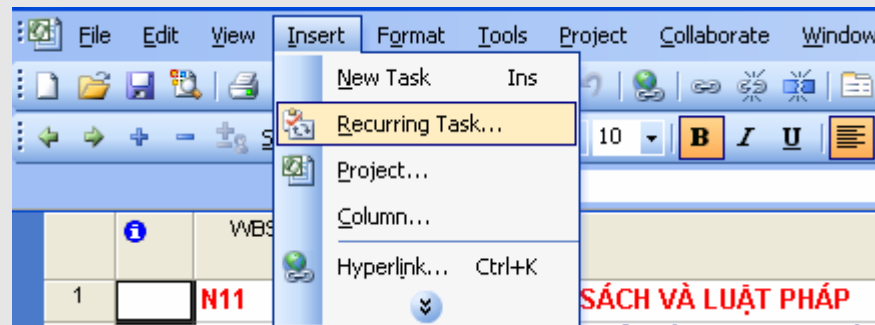 File Edit View Insert Format Tools Project Collaborate Window
New Task Ins
Recurring Task...
10 B I U
Project...
Column...
WBS
Hyperlink... Ctrl+K
1 N11 SÁCH VÀ LUẬT PHÁP